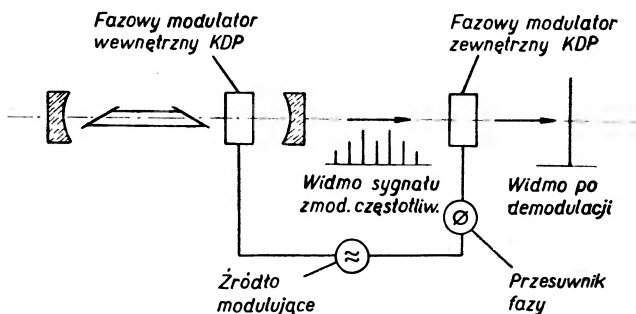 Fazowy modulator
wewnętrzny KDP
Fazowy modulator
zewnętrzny KDP
Widmo sygnału
zmod. częstotliw.
Widmo po
demodulacji
Źródło
modulujące
Przesuwnik
fazy